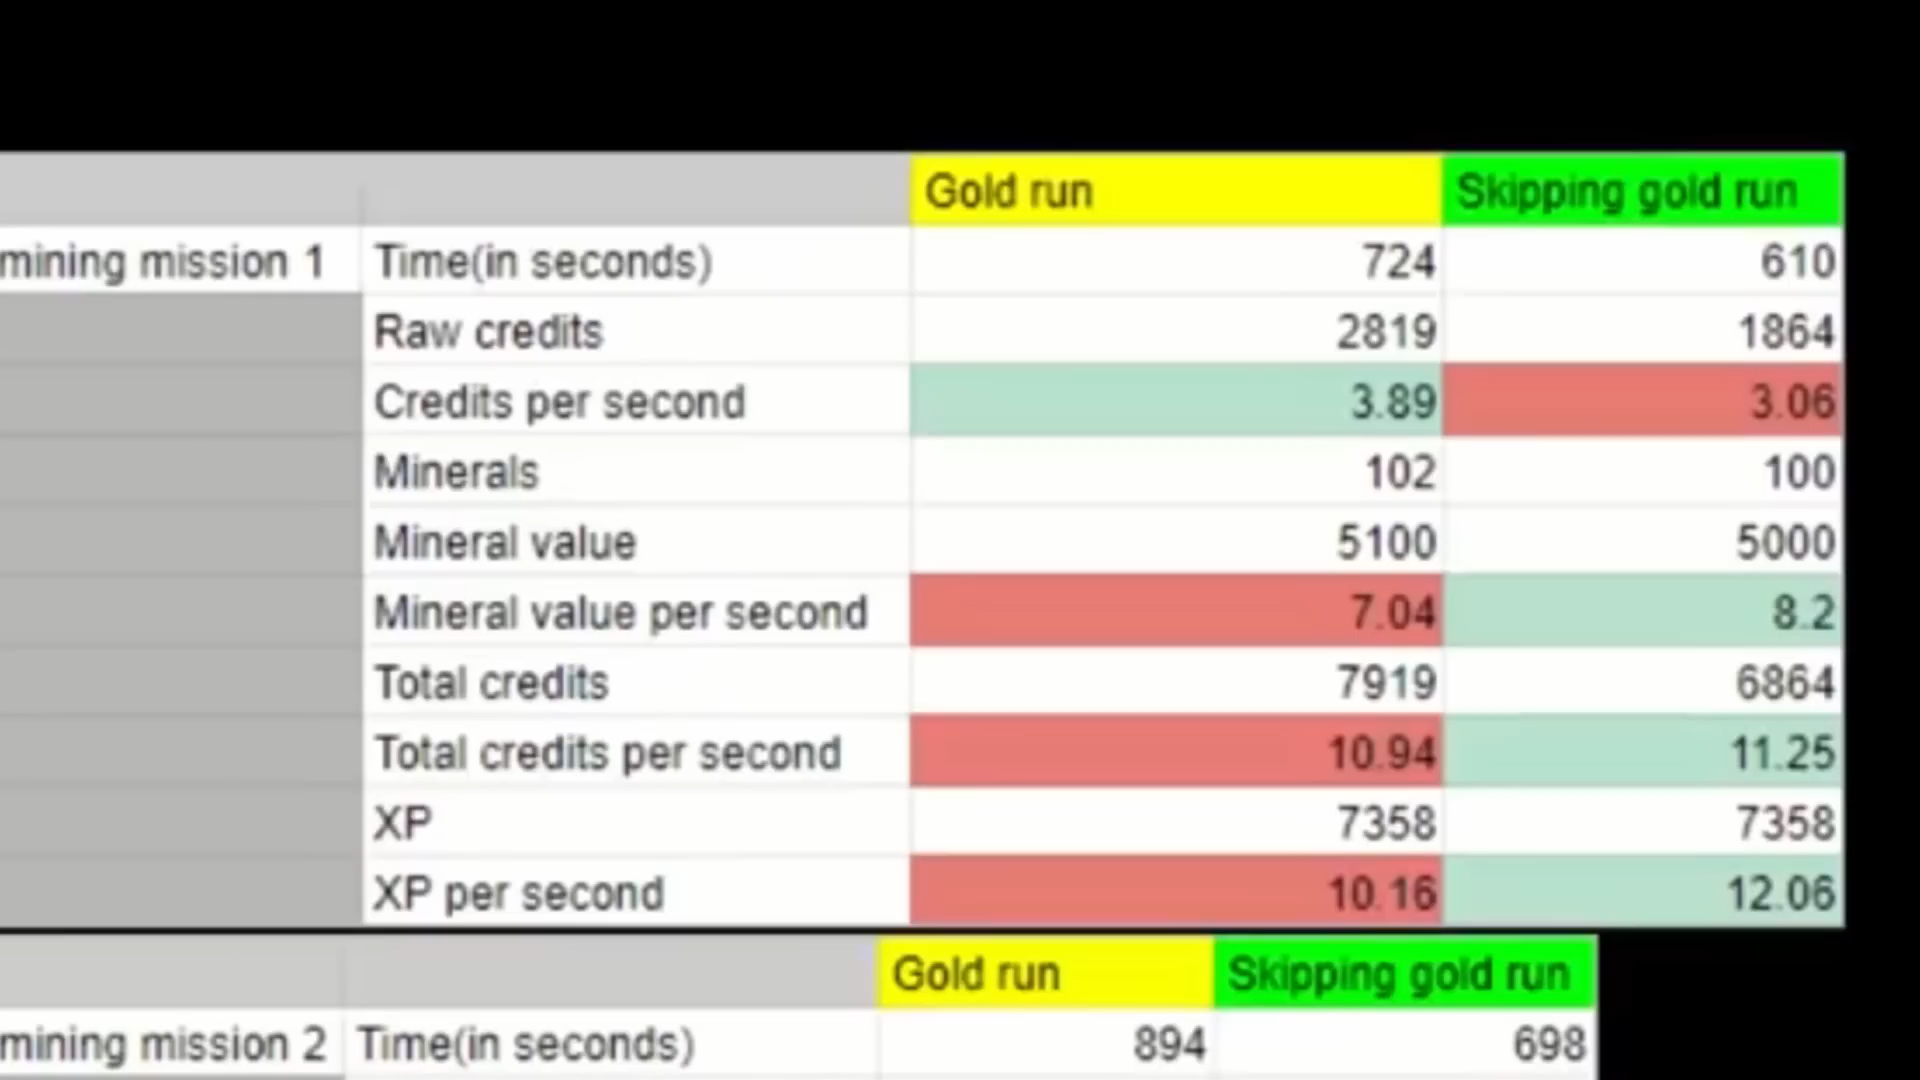 Gold run Skipping gold run
mining mission 1 Time(in seconds) 724 610
Raw credits 2819 1864
Credits per second 3.89 3.06
Minerals 102 100
Mineral value 5100 5000
Mineral value per second 7.04 8.2
Total credits 7919 6864
Total credits per second 10.94 11.25
XP 7358 7358
XP per second 10.16 12.06
Gold run Skipping gold run
mining mission 2 Time(in seconds) 894 698